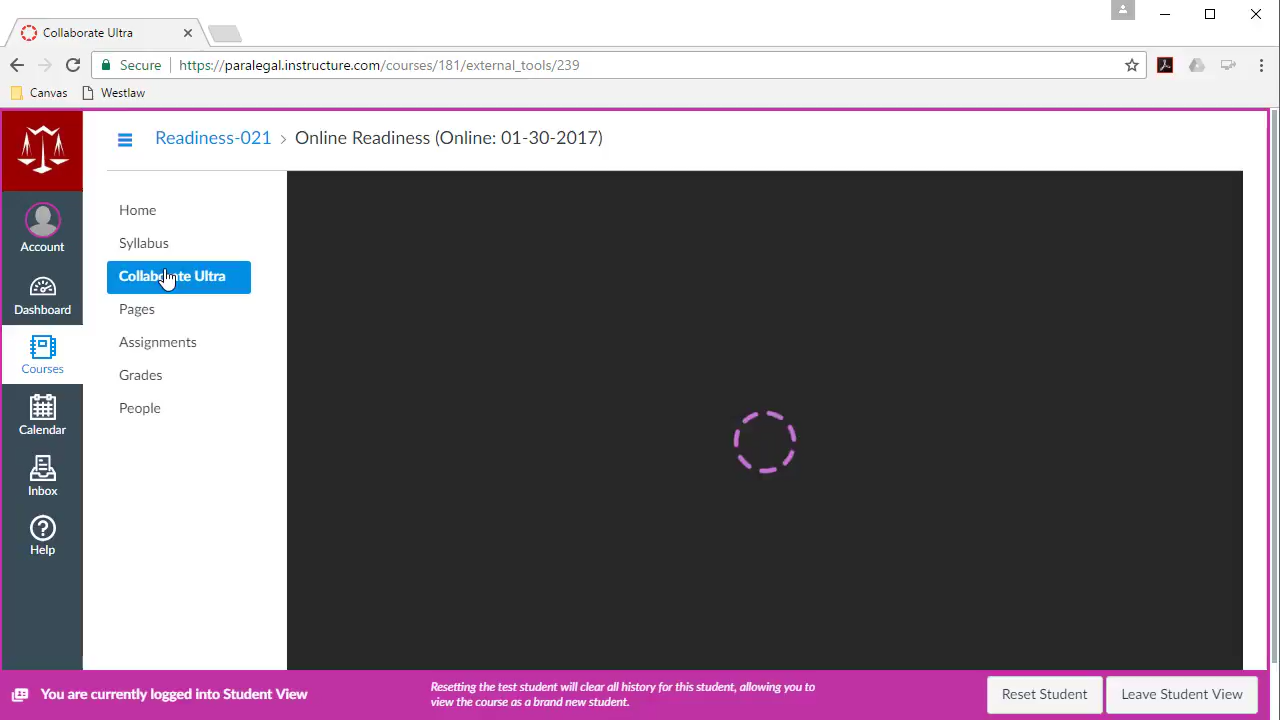 Collaborate Ultra
Secure https://paralegal.instructure.com/courses/181/external_tools/239
Canvas Westlaw
Readiness-021 > Online Readiness (Online: 01-30-2017)
Account
Dashboard
Courses
Calendar
Inbox
Help
Home
Syllabus
Collaborate Ultra
Pages
Assignments
Grades
People
You are currently logged into Student View
Resetting the test student will clear all history for this student, allowing you to
view the course as a brand new student.
Reset Student
Leave Student View